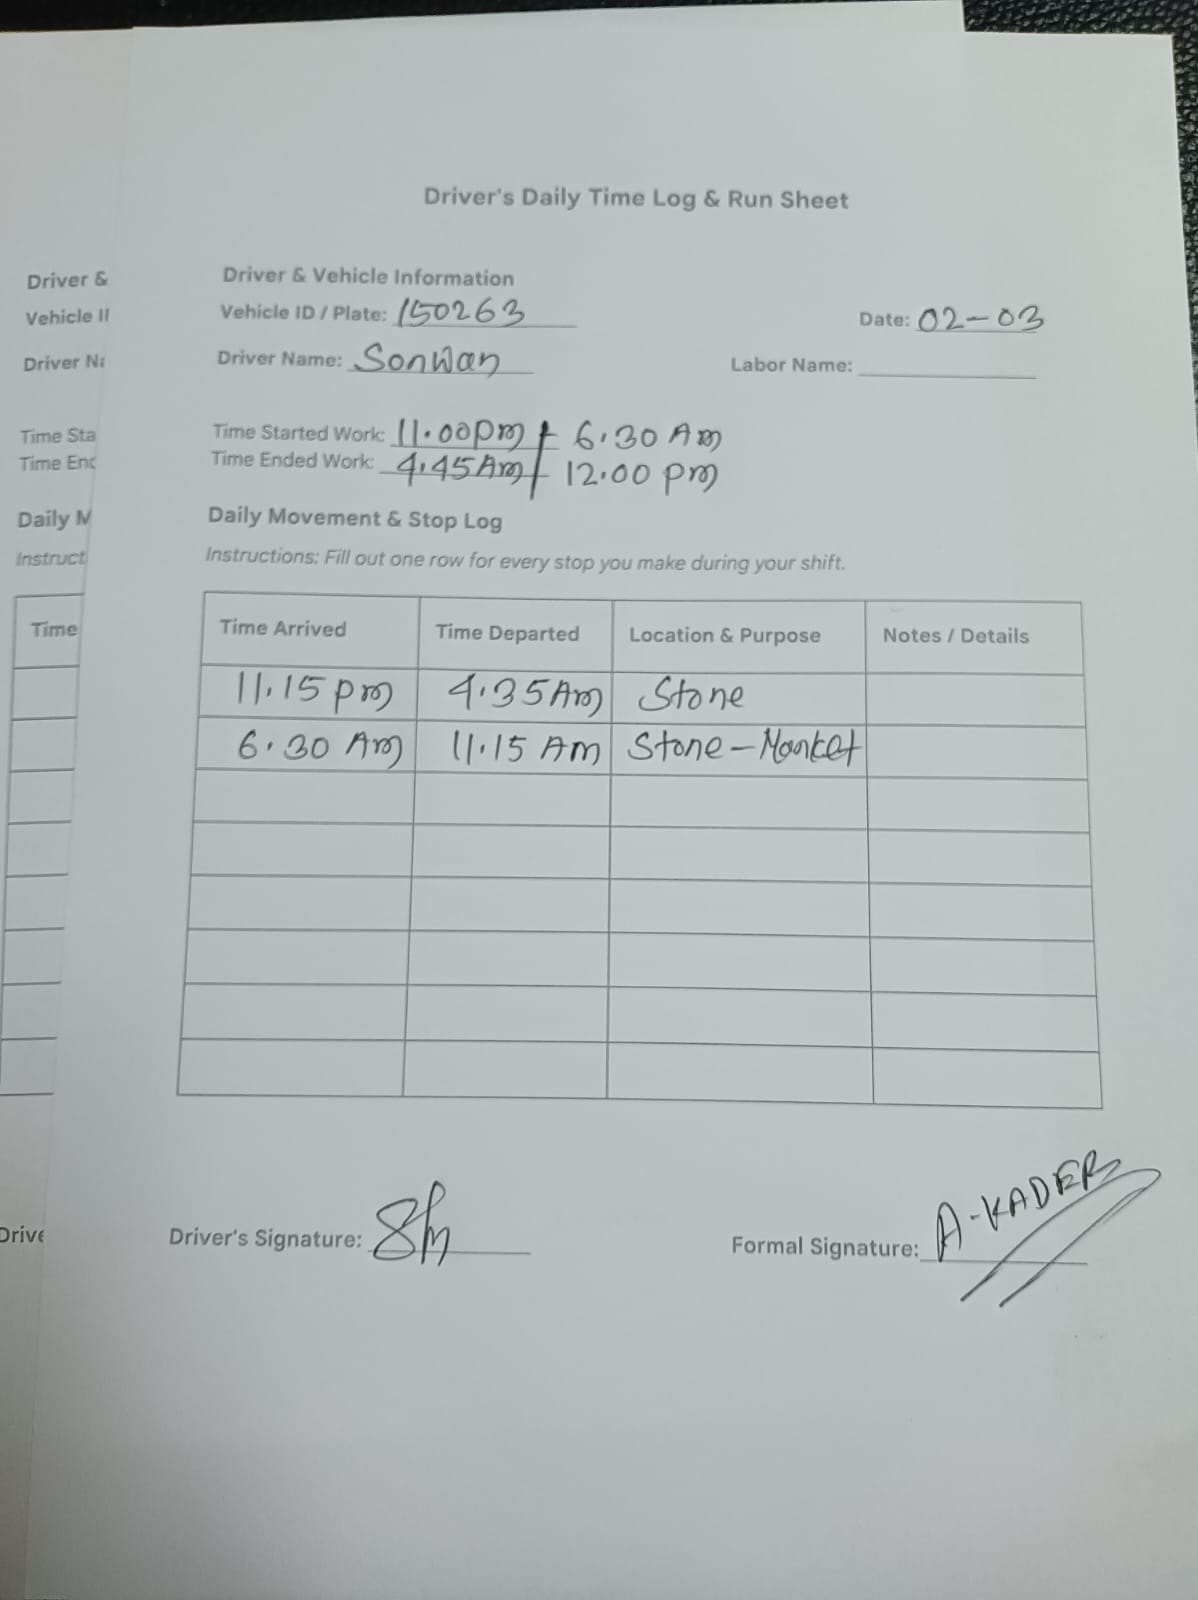 Driver's Daily Time Log & Run Sheet
Driver &
Vehicle
Driver
Time Sta
Time End
Daily M
Instruct
Time
Drive
Driver & Vehicle Information
Vehicle ID / Plate: 150263 Date: 02-03
Driver Name: Sonwan Labor Name:
Time Started Work: 11.00pm / 6.30 Am
Time Ended Work: 4.45Am / 12.00 pm
Daily Movement & Stop Log
Instructions: Fill out one row for every stop you make during your shift.
Time Arrived Time Departed Location & Purpose Notes / Details
11.15 pm 4.35Am Stone
6.30 Am 11.15 Am Stone-Market
Driver's Signature: Formal Signature: A-KADER